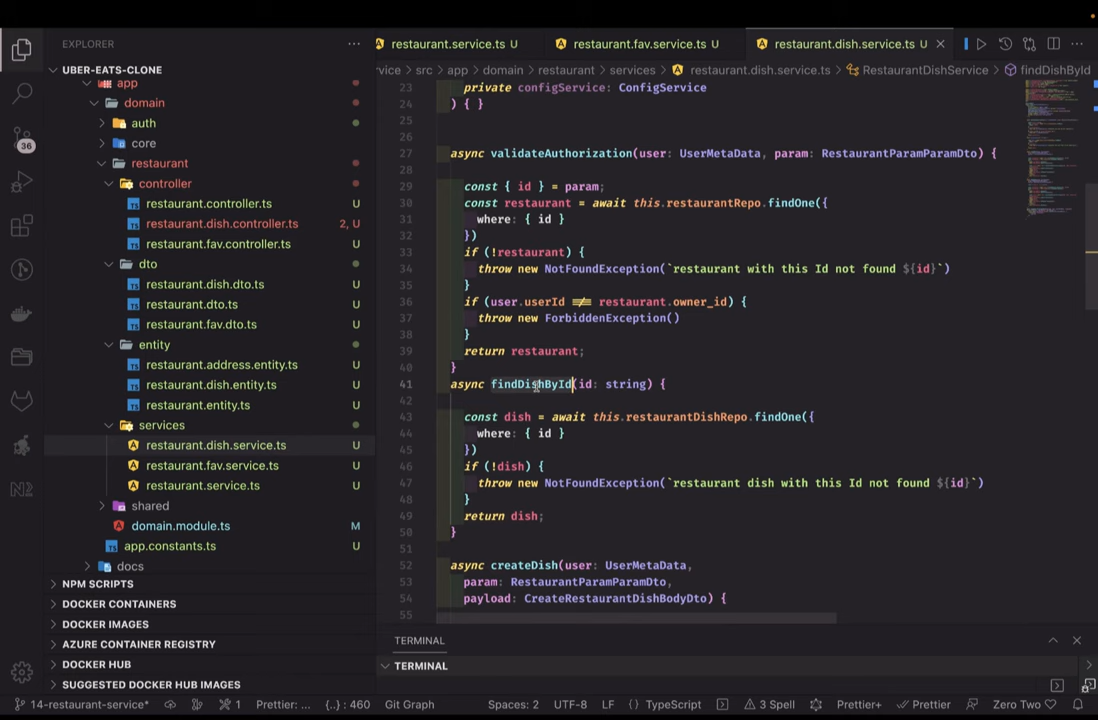 EXPLORER
UBER-EATS-CLONE
app
domain
auth
core
restaurant
controller
restaurant.controller.ts U
restaurant.dish.controller.ts 2, U
restaurant.fav.controller.ts U
dto
restaurant.dish.dto.ts U
restaurant.dto.ts U
restaurant.fav.dto.ts U
entity
restaurant.address.entity.ts U
restaurant.dish.entity.ts U
restaurant.entity.ts U
services
restaurant.dish.service.ts U
restaurant.fav.service.ts U
restaurant.service.ts U
shared
domain.module.ts M
app.constants.ts U
docs
NPM SCRIPTS
DOCKER CONTAINERS
DOCKER IMAGES
AZURE CONTAINER REGISTRY
DOCKER HUB
SUGGESTED DOCKER HUB IMAGES
36
restaurant.service.ts U restaurant.fav.service.ts U restaurant.dish.service.ts U
vice > src > app > domain > restaurant > services > restaurant.dish.service.ts > RestaurantDishService > findDishById
23 private configService: ConfigService
24 ) { }
25
26
27 async validateAuthorization(user: UserMetaData, param: RestaurantParamParamDto) {
28
29 const { id } = param;
30 const restaurant = await this.restaurantRepo.findOne({
31 where: { id }
32 })
33 if (!restaurant) {
34 throw new NotFoundException(`restaurant with this Id not found ${id}`)
35 }
36 if (user.userId !== restaurant.owner_id) {
37 throw new ForbiddenException()
38 }
39 return restaurant;
40 }
41 async findDishById(id: string) {
42
43 const dish = await this.restaurantDishRepo.findOne({
44 where: { id }
45 })
46 if (!dish) {
47 throw new NotFoundException(`restaurant dish with this Id not found ${id}`)
48 }
49 return dish;
50 }
51
52 async createDish(user: UserMetaData,
53 param: RestaurantParamParamDto,
54 payload: CreateRestaurantDishBodyDto) {
55
TERMINAL
TERMINAL
14-restaurant-service* 1 Prettier: ... {..} : 460 Git Graph Spaces: 2 UTF-8 LF {} TypeScript 3 Spell Prettier+ Prettier Zero Two